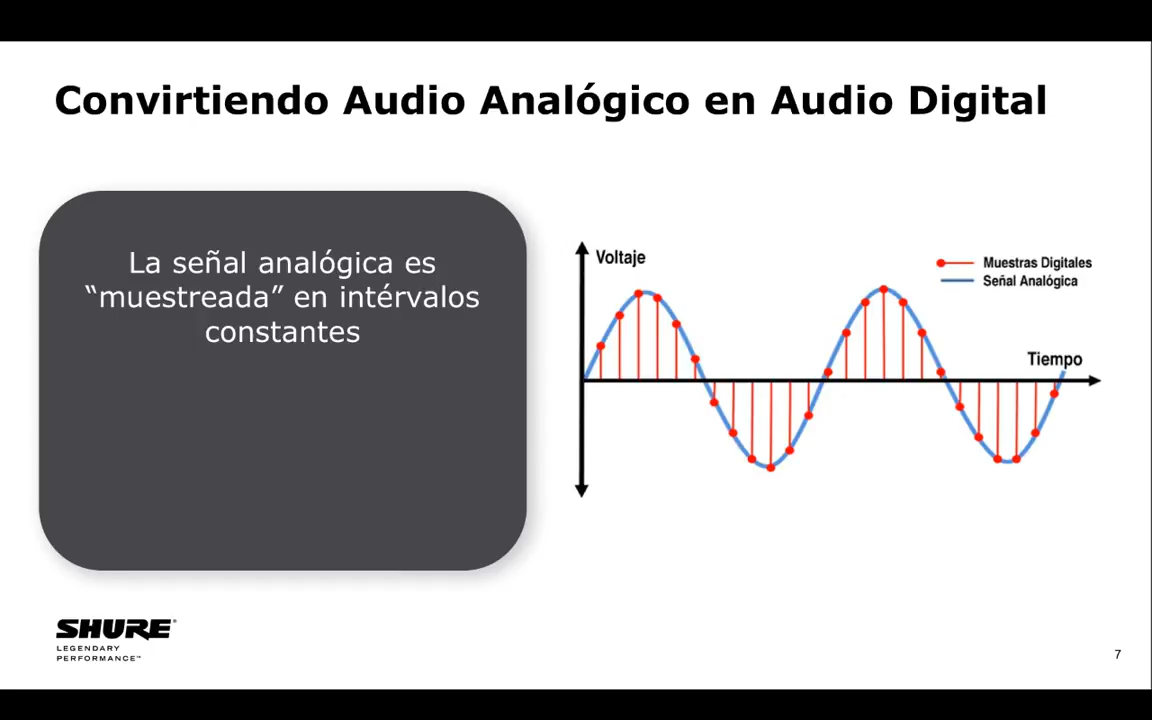 Convirtiendo Audio Analógico en Audio Digital
La señal analógica es
“muestreada” en intérvalos
constantes
Voltaje
Muestras Digitales
Señal Analógica
Tiempo
SHURE®
LEGENDARY
PERFORMANCE™
7